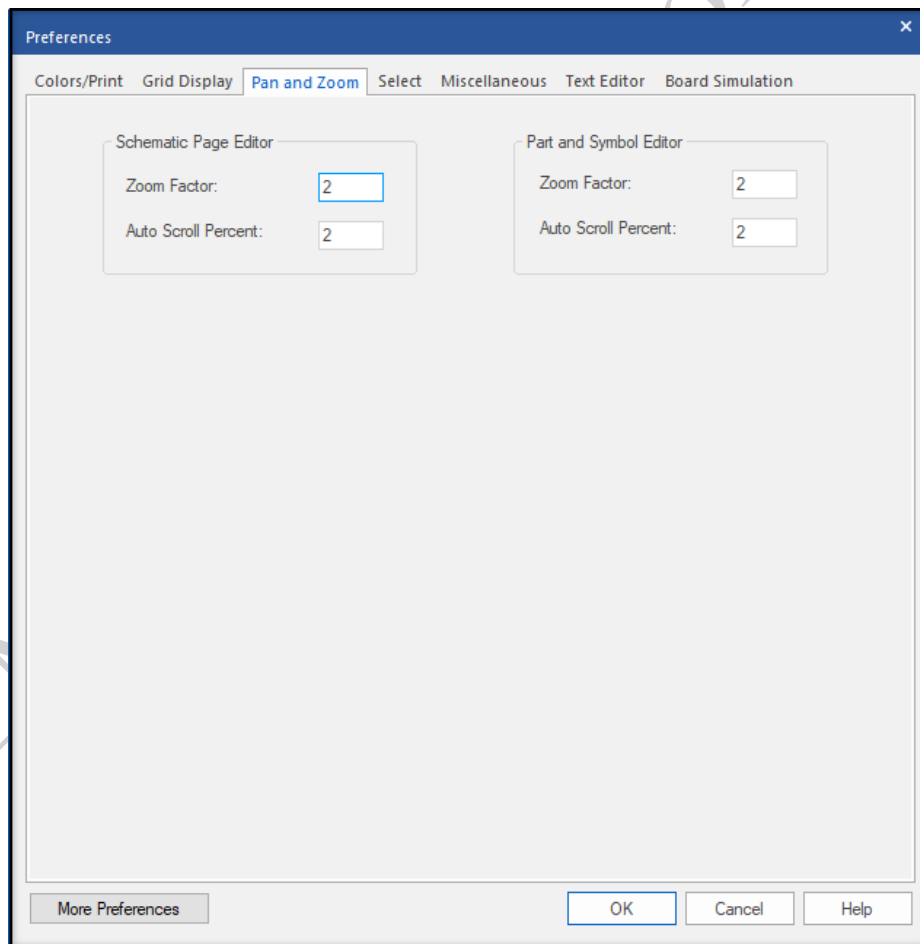 Preferences
Colors/Print Grid Display Pan and Zoom Select Miscellaneous Text Editor Board Simulation
Schematic Page Editor
Zoom Factor: 2
Auto Scroll Percent: 2
Part and Symbol Editor
Zoom Factor: 2
Auto Scroll Percent: 2
More Preferences
OK Cancel Help